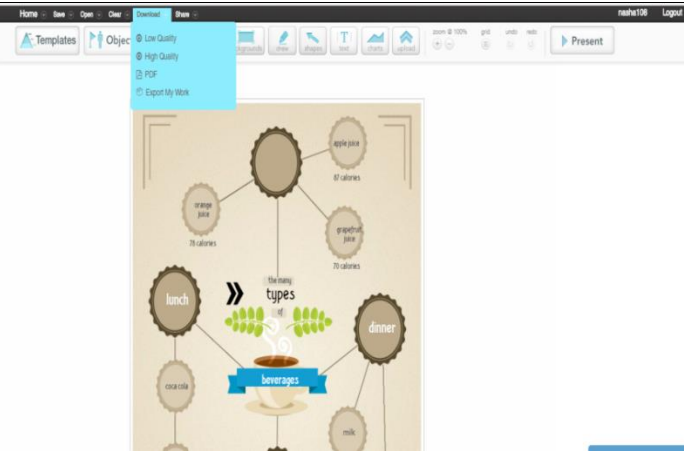 Home Save Open Clear Download Share nasha106 Logout
Low Quality
High Quality
PDF
Export My Work
Templates Objec kgrounds draw shapes text charts upload zoom @ 100% grid undo redo Present
apple juice
87 calories
orange
juice
78 calories
grapefruit
juice
70 calories
the many
types
of
lunch
dinner
beverages
coca cola
milk